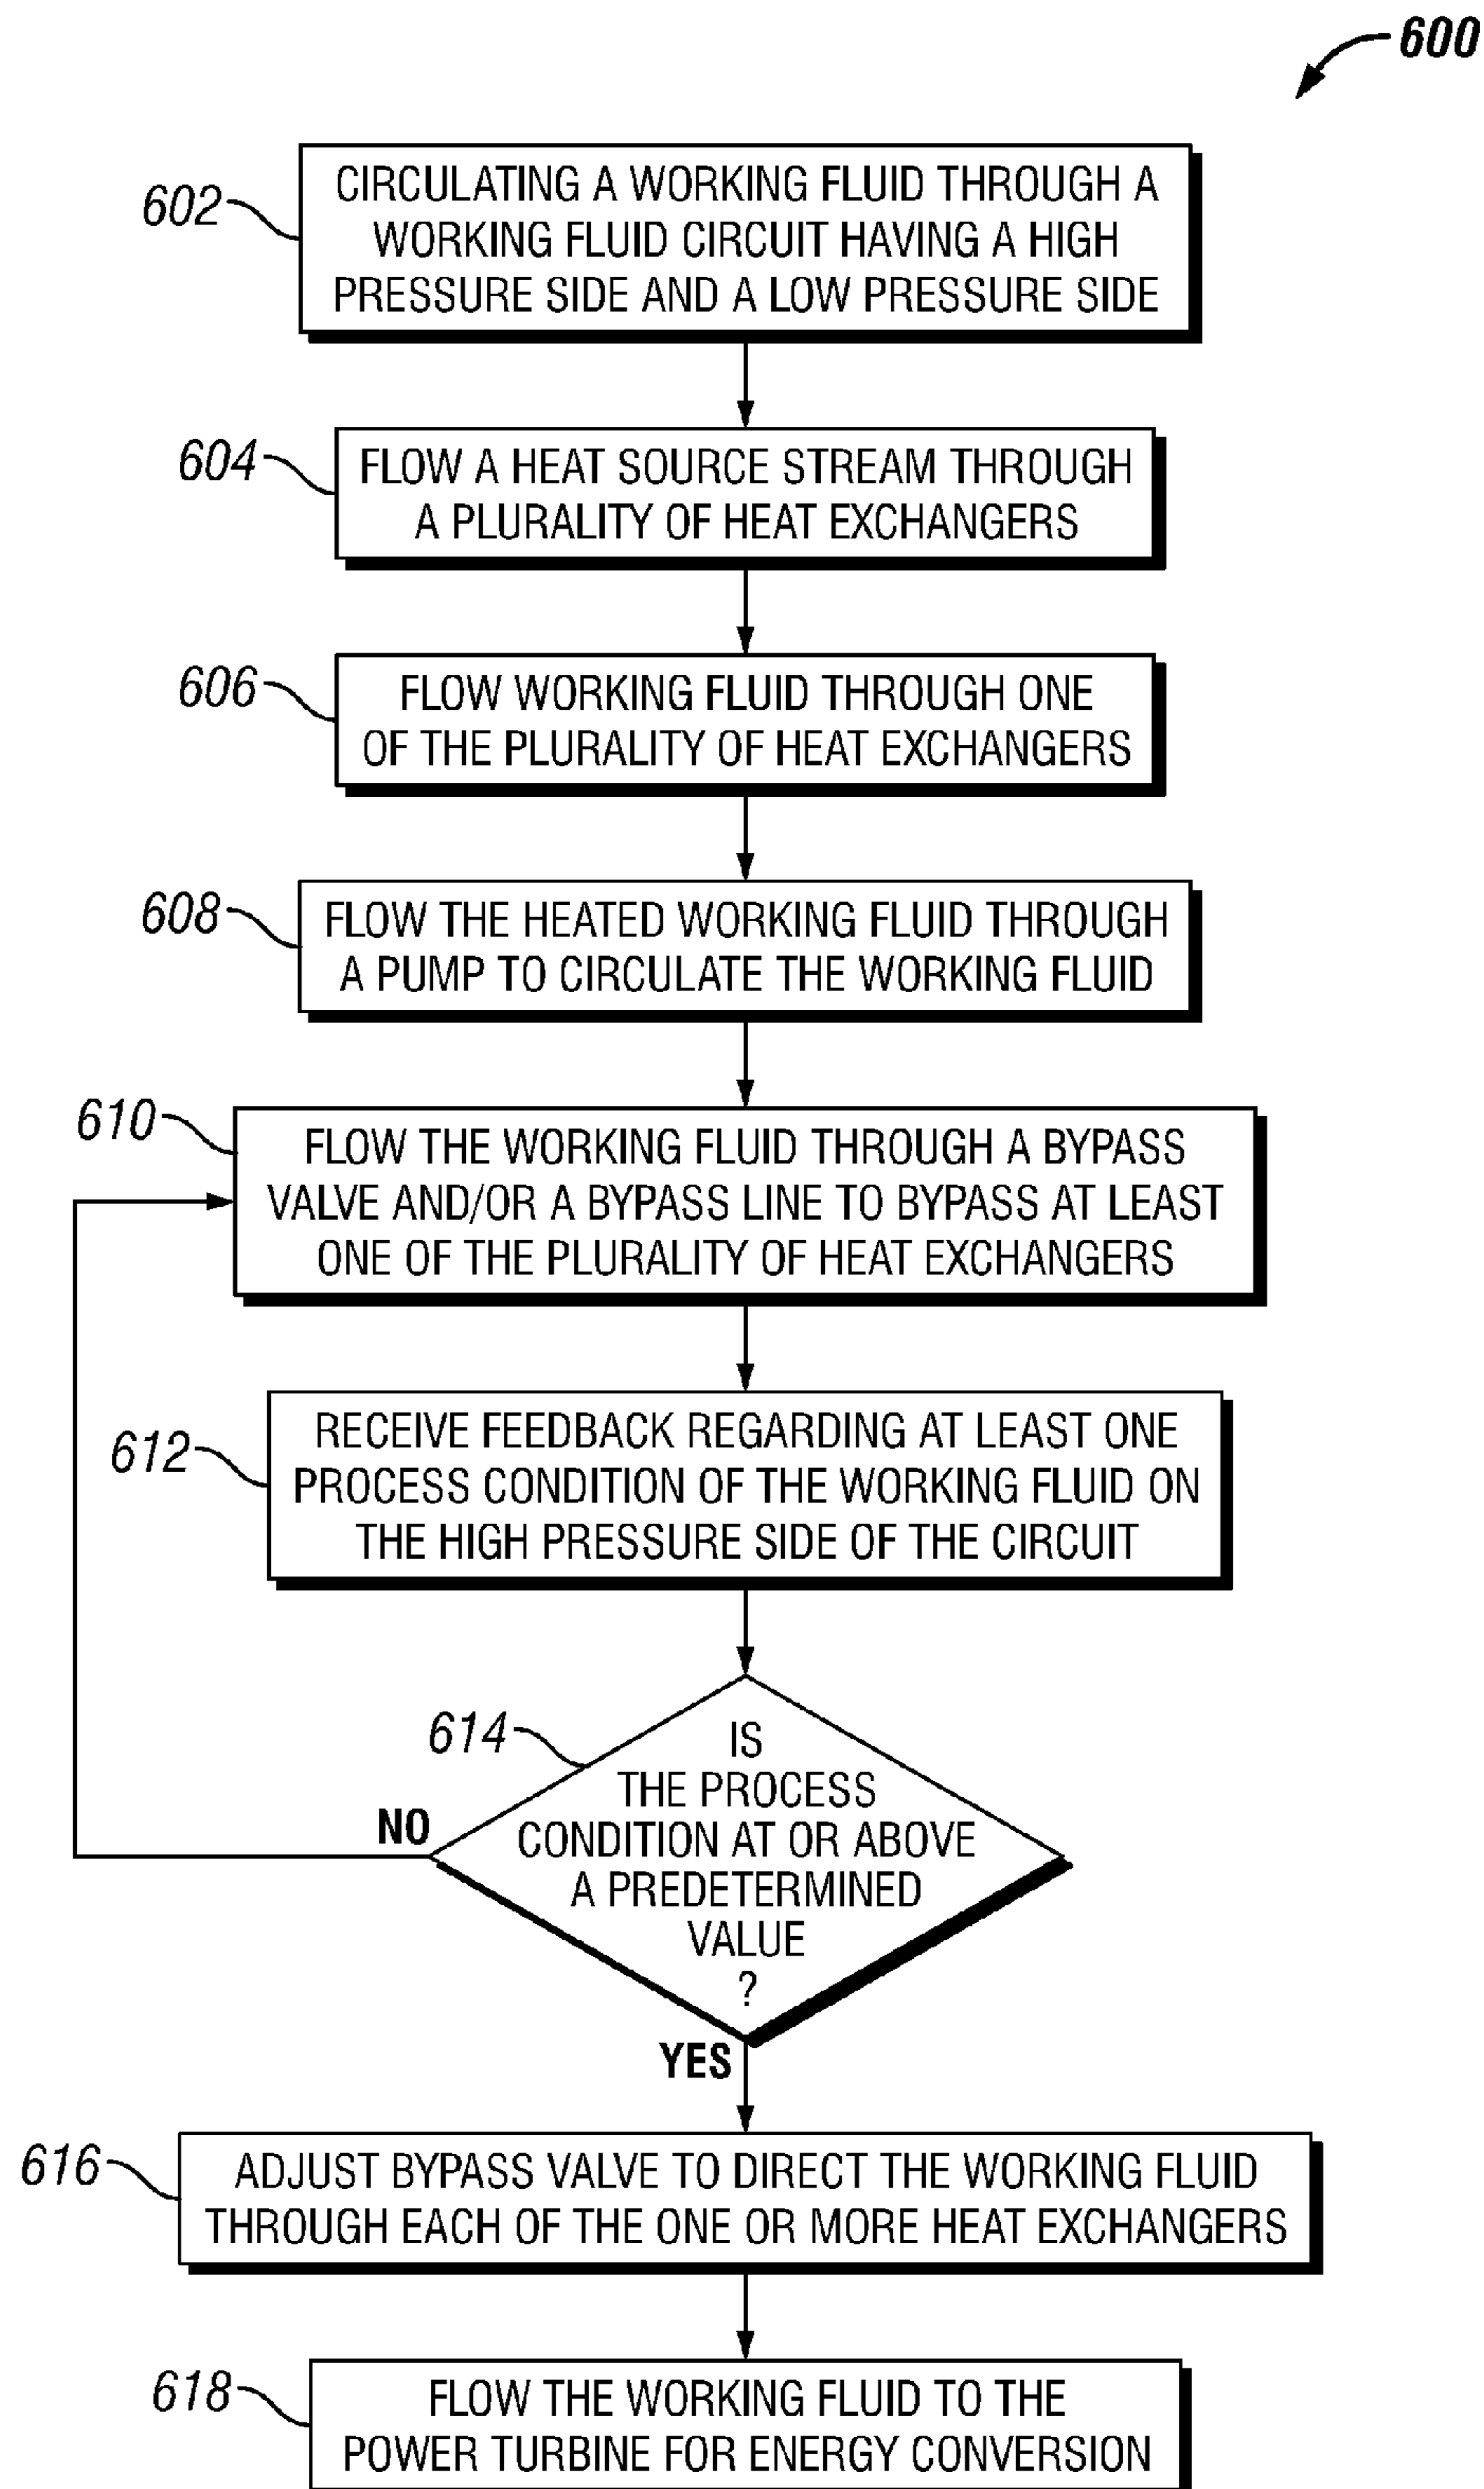 600
602
CIRCULATING A WORKING FLUID THROUGH A
WORKING FLUID CIRCUIT HAVING A HIGH
PRESSURE SIDE AND A LOW PRESSURE SIDE
604
FLOW A HEAT SOURCE STREAM THROUGH
A PLURALITY OF HEAT EXCHANGERS
606
FLOW WORKING FLUID THROUGH ONE
OF THE PLURALITY OF HEAT EXCHANGERS
608
FLOW THE HEATED WORKING FLUID THROUGH
A PUMP TO CIRCULATE THE WORKING FLUID
610
FLOW THE WORKING FLUID THROUGH A BYPASS
VALVE AND/OR A BYPASS LINE TO BYPASS AT LEAST
ONE OF THE PLURALITY OF HEAT EXCHANGERS
612
RECEIVE FEEDBACK REGARDING AT LEAST ONE
PROCESS CONDITION OF THE WORKING FLUID ON
THE HIGH PRESSURE SIDE OF THE CIRCUIT
614
IS
THE PROCESS
CONDITION AT OR ABOVE
A PREDETERMINED
VALUE
?
NO
YES
616
ADJUST BYPASS VALVE TO DIRECT THE WORKING FLUID
THROUGH EACH OF THE ONE OR MORE HEAT EXCHANGERS
618
FLOW THE WORKING FLUID TO THE
POWER TURBINE FOR ENERGY CONVERSION